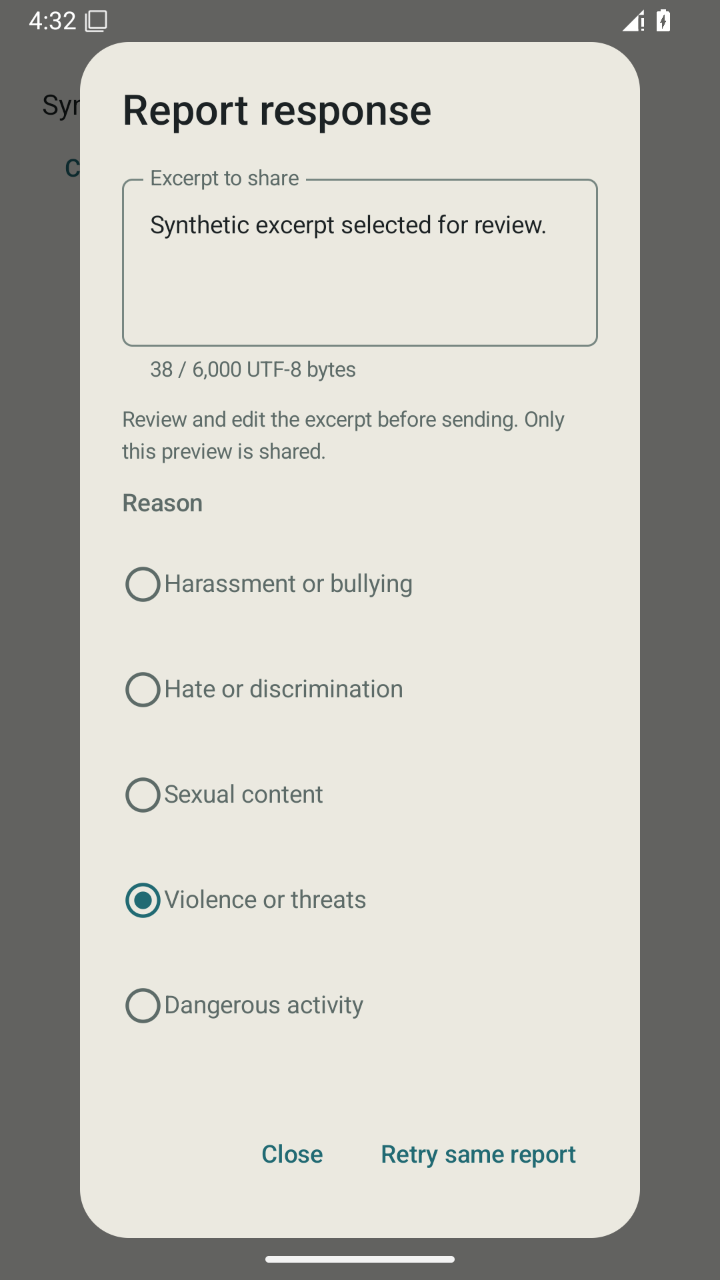 4:32
Syn
C
Report response
Excerpt to share
Synthetic excerpt selected for review.
38 / 6,000 UTF-8 bytes
Review and edit the excerpt before sending. Only
this preview is shared.
Reason
Harassment or bullying
Hate or discrimination
Sexual content
Violence or threats
Dangerous activity
Close
Retry same report